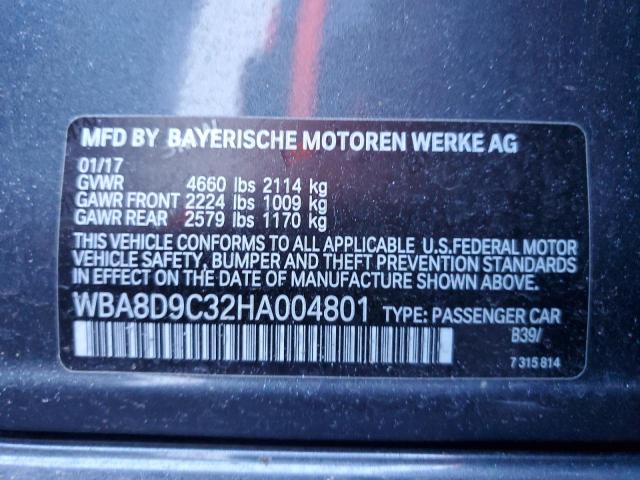 MFD BY BAYERISCHE MOTOREN WERKE AG
01/17
GVWR 4660 lbs 2114 kg
GAWR FRONT 2224 lbs 1009 kg
GAWR REAR 2579 lbs 1170 kg
THIS VEHICLE CONFORMS TO ALL APPLICABLE U.S.FEDERAL MOTOR
VEHICLE SAFETY, BUMPER AND THEFT PREVENTION STANDARDS
IN EFFECT ON THE DATE OF MANUFACTURE SHOWN ABOVE.
WBA8D9C32HA004801 TYPE: PASSENGER CAR
B39/
7 315 814